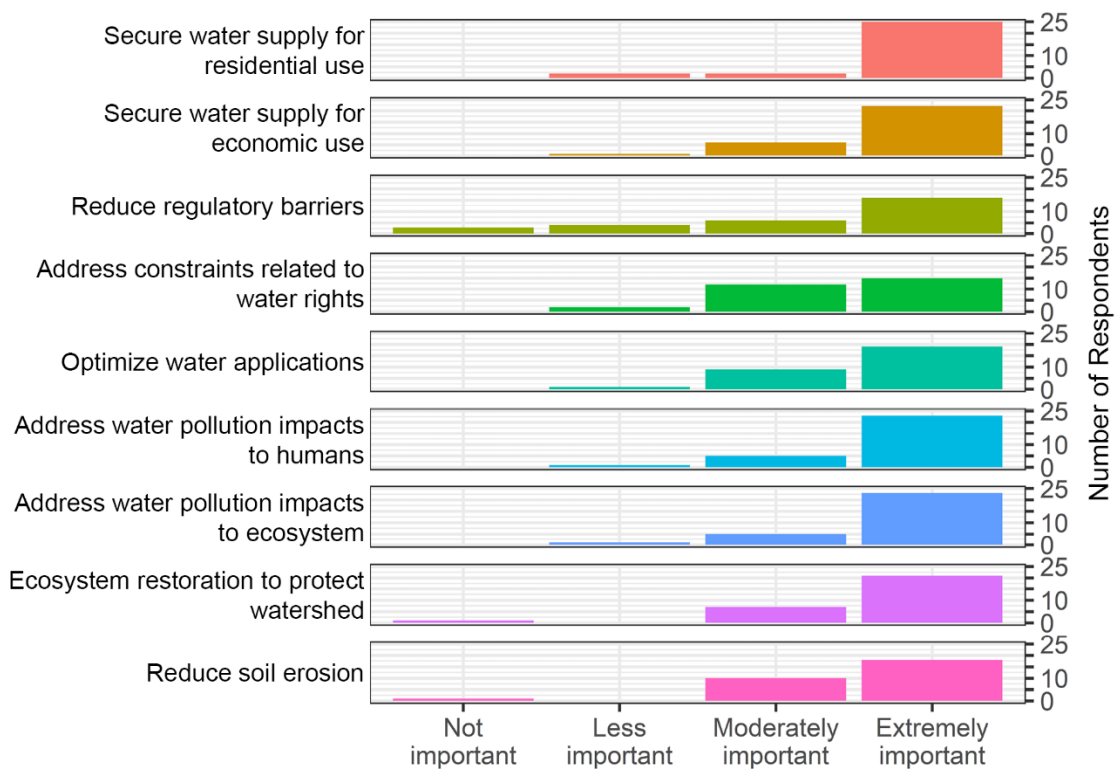 Secure water supply for
residential use
25
10
0
Secure water supply for
economic use
25
10
0
Reduce regulatory barriers
25
10
0
Address constraints related to
water rights
25
10
0
Optimize water applications
25
10
0
Address water pollution impacts
to humans
25
10
0
Address water pollution impacts
to ecosystem
25
10
0
Ecosystem restoration to protect
watershed
25
10
0
Reduce soil erosion
25
10
0
Number of Respondents
Not
important
Less
important
Moderately
important
Extremely
important